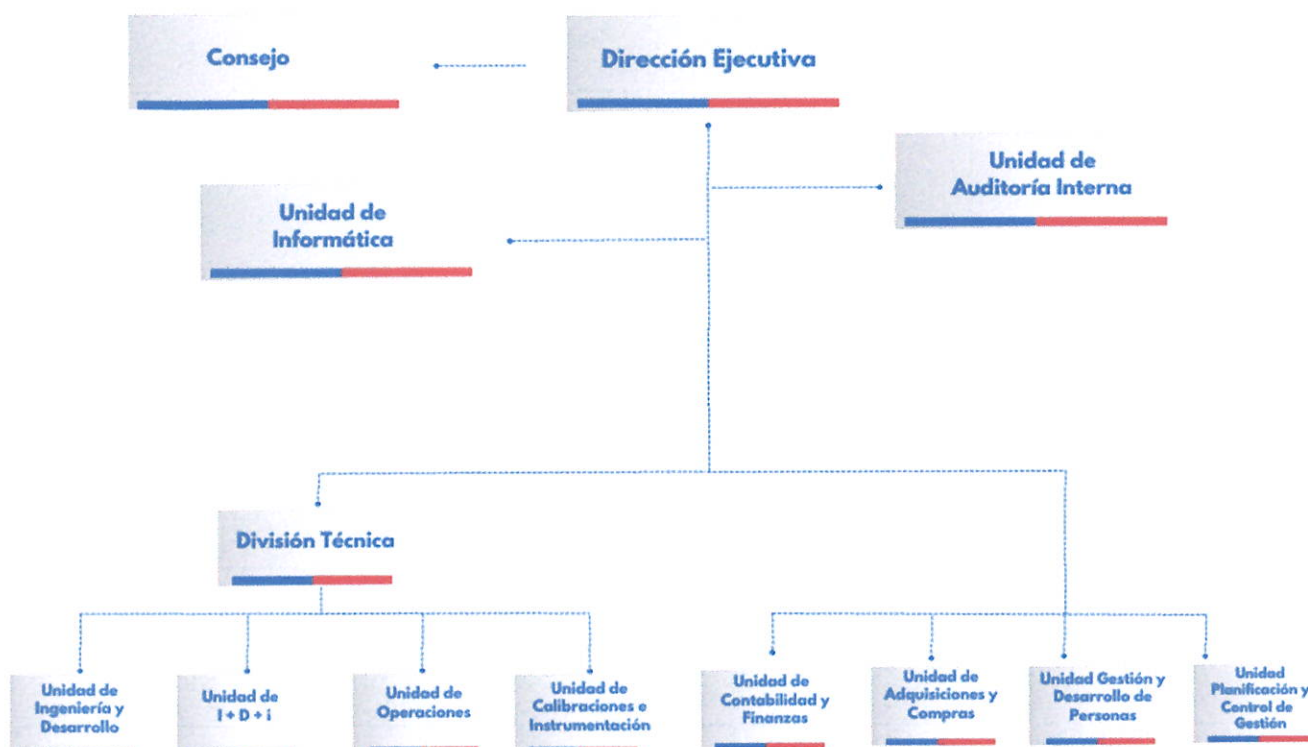 Consejo
Dirección Ejecutiva
Unidad de
Auditoría Interna
Unidad de
Informática
División Técnica
Unidad de
Ingeniería y
Desarrollo
Unidad de
I + D + i
Unidad de
Operaciones
Unidad de
Calibraciones e
Instrumentación
Unidad de
Contabilidad y
Finanzas
Unidad de
Adquisiciones y
Compras
Unidad Gestión y
Desarrollo de
Personas
Unidad
Planificación y
Control de
Gestión